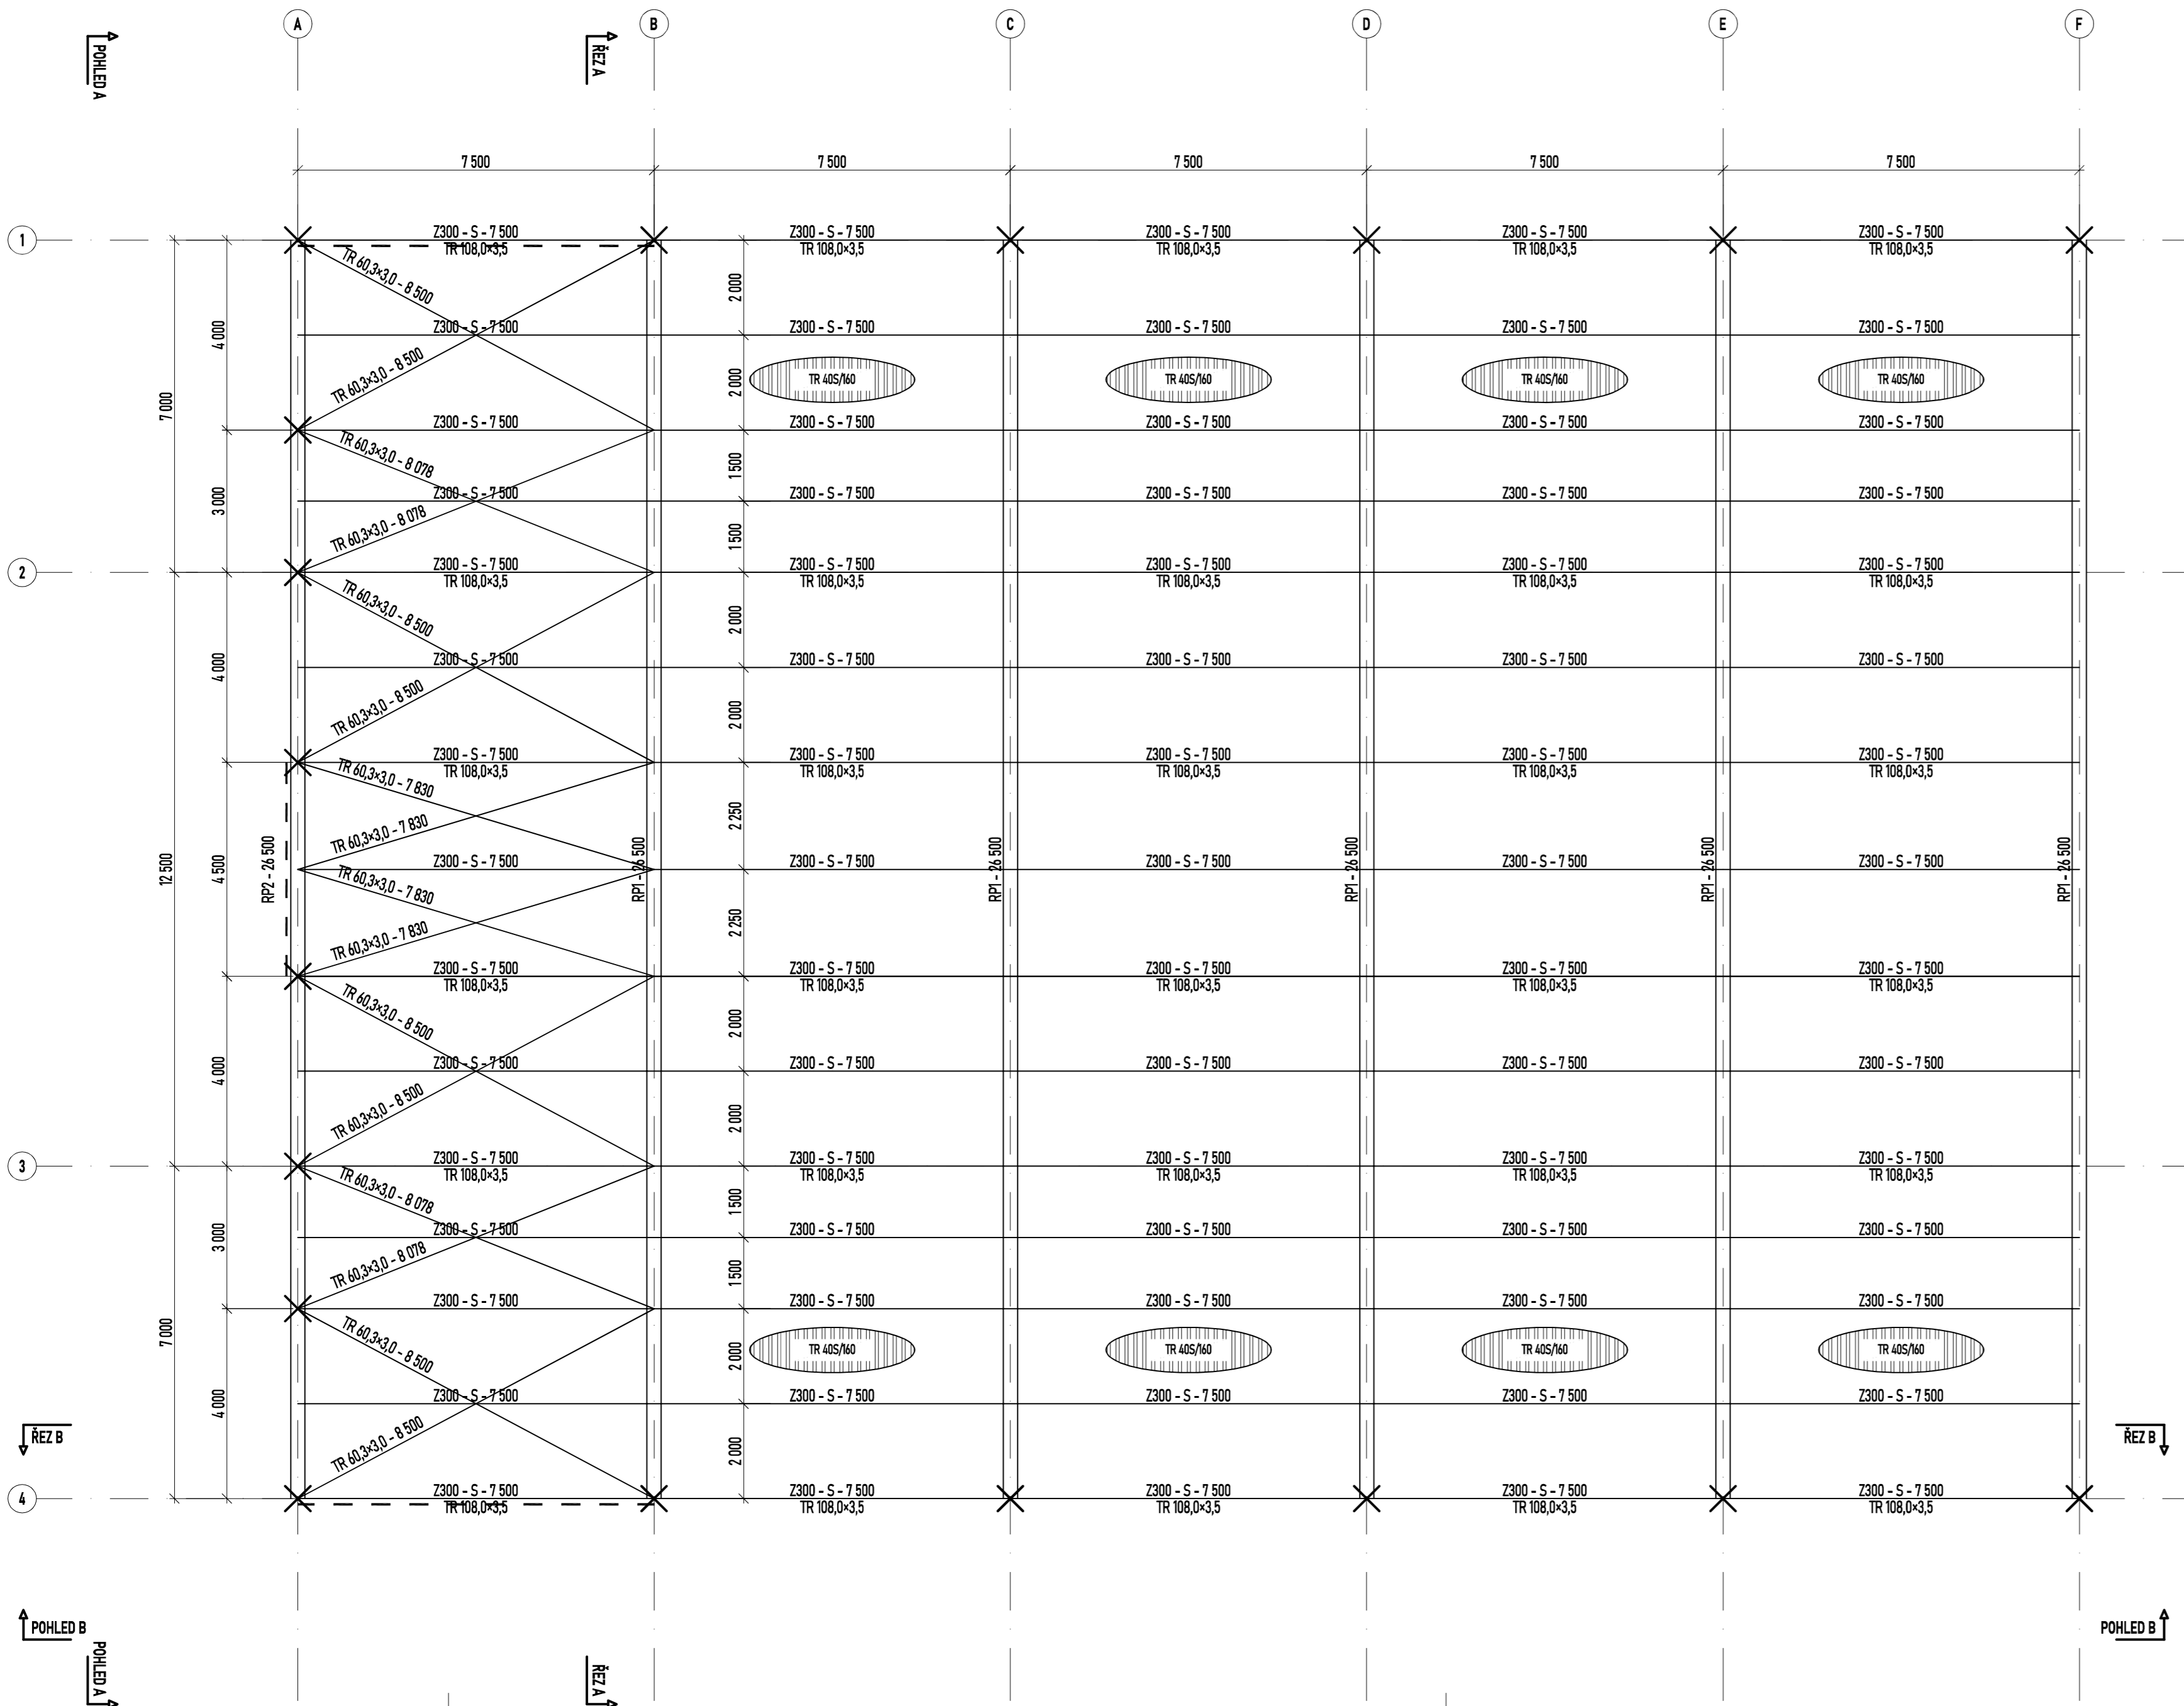 A B C D E F
POHLED A
ŘEZ A
7 500 7 500 7 500 7 500 7 500
1
Z300 - S - 7 500 Z300 - S - 7 500 Z300 - S - 7 500 Z300 - S - 7 500 Z300 - S - 7 500
TR 108,0×3,5 TR 108,0×3,5 TR 108,0×3,5 TR 108,0×3,5 TR 108,0×3,5
TR 60,3×3,0 - 8 500
2 000
4 000
Z300 - S - 7 500 Z300 - S - 7 500 Z300 - S - 7 500 Z300 - S - 7 500 Z300 - S - 7 500
TR 60,3×3,0 - 8 500
2 000
TR 40S/160 TR 40S/160 TR 40S/160 TR 40S/160
7 000
Z300 - S - 7 500 Z300 - S - 7 500 Z300 - S - 7 500 Z300 - S - 7 500 Z300 - S - 7 500
TR 60,3×3,0 - 8 078
1 500
3 000
Z300 - S - 7 500 Z300 - S - 7 500 Z300 - S - 7 500 Z300 - S - 7 500 Z300 - S - 7 500
TR 60,3×3,0 - 8 078
1 500
2
Z300 - S - 7 500 Z300 - S - 7 500 Z300 - S - 7 500 Z300 - S - 7 500 Z300 - S - 7 500
TR 108,0×3,5 TR 108,0×3,5 TR 108,0×3,5 TR 108,0×3,5 TR 108,0×3,5
TR 60,3×3,0 - 8 500
2 000
4 000
Z300 - S - 7 500 Z300 - S - 7 500 Z300 - S - 7 500 Z300 - S - 7 500 Z300 - S - 7 500
TR 60,3×3,0 - 8 500
2 000
Z300 - S - 7 500 Z300 - S - 7 500 Z300 - S - 7 500 Z300 - S - 7 500 Z300 - S - 7 500
TR 108,0×3,5 TR 108,0×3,5 TR 108,0×3,5 TR 108,0×3,5 TR 108,0×3,5
TR 60,3×3,0 - 7 830
2 250
TR 60,3×3,0 - 7 830
12 500
4 500
RP2 - 26 500
RP1 - 26 500
RP1 - 26 500
RP1 - 26 500
RP1 - 26 500
RP1 - 26 500
Z300 - S - 7 500 Z300 - S - 7 500 Z300 - S - 7 500 Z300 - S - 7 500 Z300 - S - 7 500
TR 60,3×3,0 - 7 830
2 250
TR 60,3×3,0 - 7 830
Z300 - S - 7 500 Z300 - S - 7 500 Z300 - S - 7 500 Z300 - S - 7 500 Z300 - S - 7 500
TR 108,0×3,5 TR 108,0×3,5 TR 108,0×3,5 TR 108,0×3,5 TR 108,0×3,5
TR 60,3×3,0 - 8 500
2 000
4 000
Z300 - S - 7 500 Z300 - S - 7 500 Z300 - S - 7 500 Z300 - S - 7 500 Z300 - S - 7 500
TR 60,3×3,0 - 8 500
2 000
3
Z300 - S - 7 500 Z300 - S - 7 500 Z300 - S - 7 500 Z300 - S - 7 500 Z300 - S - 7 500
TR 108,0×3,5 TR 108,0×3,5 TR 108,0×3,5 TR 108,0×3,5 TR 108,0×3,5
TR 60,3×3,0 - 8 078
1 500
3 000
Z300 - S - 7 500 Z300 - S - 7 500 Z300 - S - 7 500 Z300 - S - 7 500 Z300 - S - 7 500
TR 60,3×3,0 - 8 078
1 500
Z300 - S - 7 500 Z300 - S - 7 500 Z300 - S - 7 500 Z300 - S - 7 500 Z300 - S - 7 500
7 000
TR 60,3×3,0 - 8 500
2 000
TR 40S/160 TR 40S/160 TR 40S/160 TR 40S/160
4 000
Z300 - S - 7 500 Z300 - S - 7 500 Z300 - S - 7 500 Z300 - S - 7 500 Z300 - S - 7 500
TR 60,3×3,0 - 8 500
2 000
ŘEZ B ŘEZ B
4
Z300 - S - 7 500 Z300 - S - 7 500 Z300 - S - 7 500 Z300 - S - 7 500 Z300 - S - 7 500
TR 108,0×3,5 TR 108,0×3,5 TR 108,0×3,5 TR 108,0×3,5 TR 108,0×3,5
POHLED B POHLED B
POHLED A
ŘEZ A